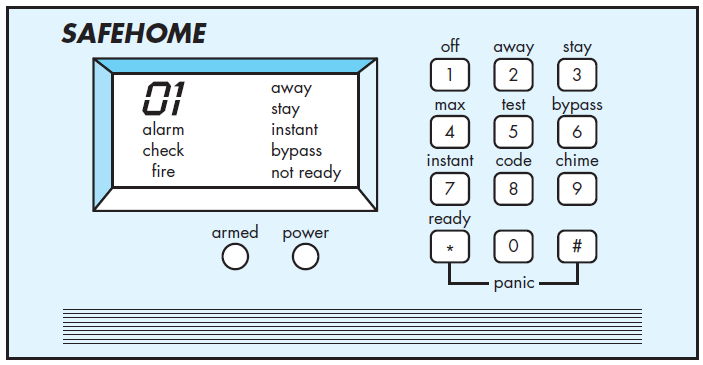 SAFEHOME
01
alarm
check
fire
away
stay
instant
bypass
not ready
armed power
off away stay
1 2 3
max test bypass
4 5 6
instant code chime
7 8 9
ready
* 0 #
panic